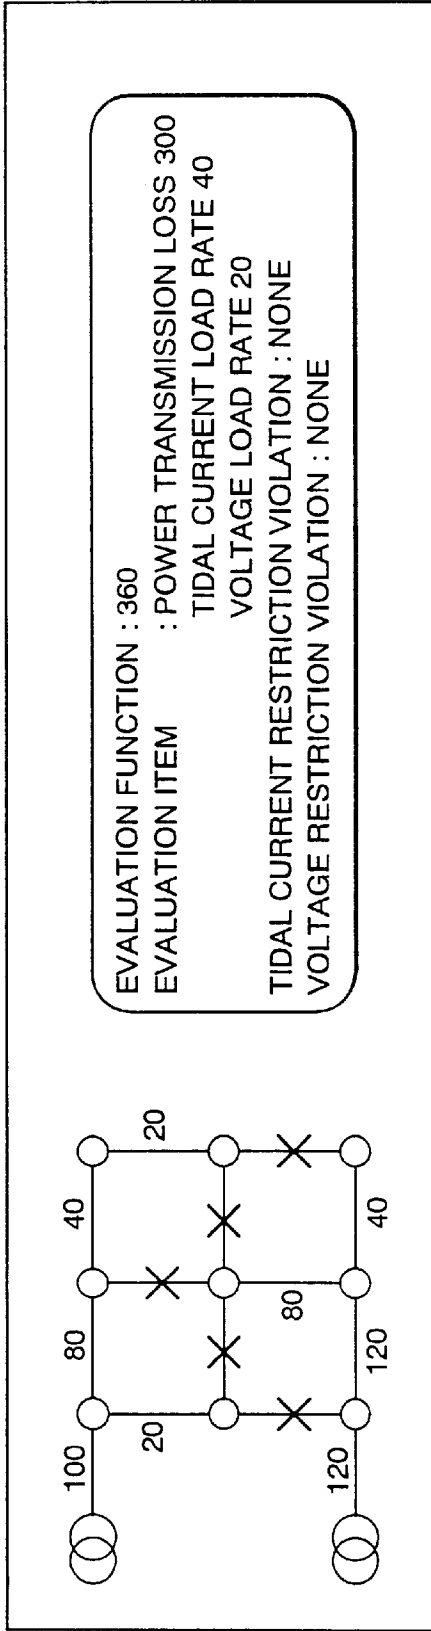 100
80
40
20
20
80
120
120
40
EVALUATION FUNCTION : 360
EVALUATION ITEM : POWER TRANSMISSION LOSS 300
TIDAL CURRENT LOAD RATE 40
VOLTAGE LOAD RATE 20
TIDAL CURRENT RESTRICTION VIOLATION : NONE
VOLTAGE RESTRICTION VIOLATION : NONE